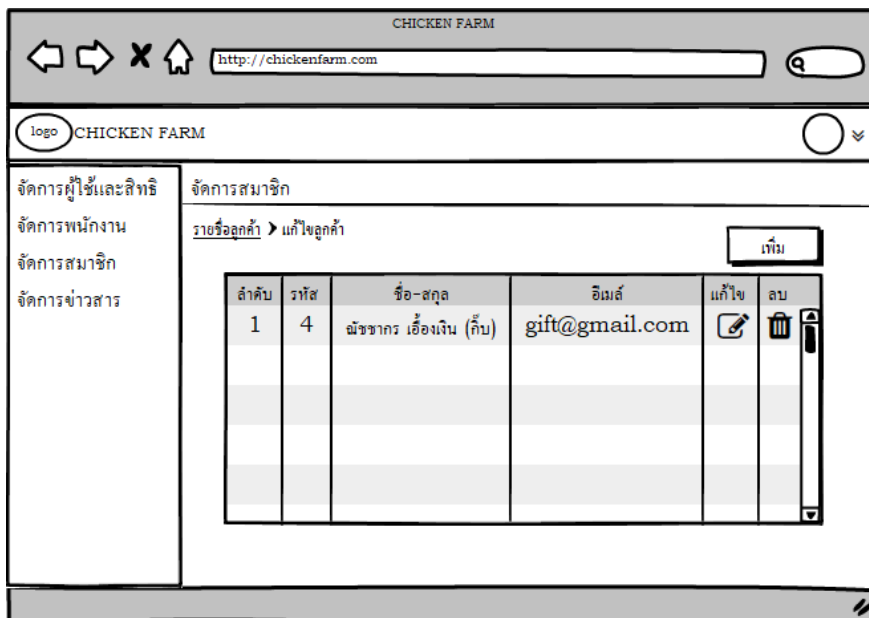 CHICKEN FARM
http://chickenfarm.com
logo CHICKEN FARM
จัดการผู้ใช้และสิทธิ
จัดการพนักงาน
จัดการสมาชิก
จัดการข่าวสาร
จัดการสมาชิก
รายชื่อลูกค้า > แก้ไขลูกค้า
เพิ่ม
ลำดับ รหัส ชื่อ-สกุล อีเมล์ แก้ไข ลบ
1 4 ณัชชากร เอื้องเงิน (กิ๊บ) gift@gmail.com